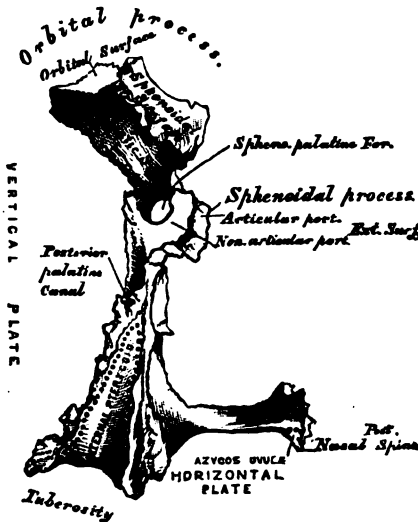 Orbital process.
Orbital Surface
Sphenoid
Spheno. palatine For.
Sphenoidal process
Articular port.
Non. articular port.
Ext. Surf
VERTICAL PLATE
Posterior
palatine
Canal
Post.
Nasal Spine
AZYGOS UVULÆ
HORIZONTAL
PLATE
Tuberosity